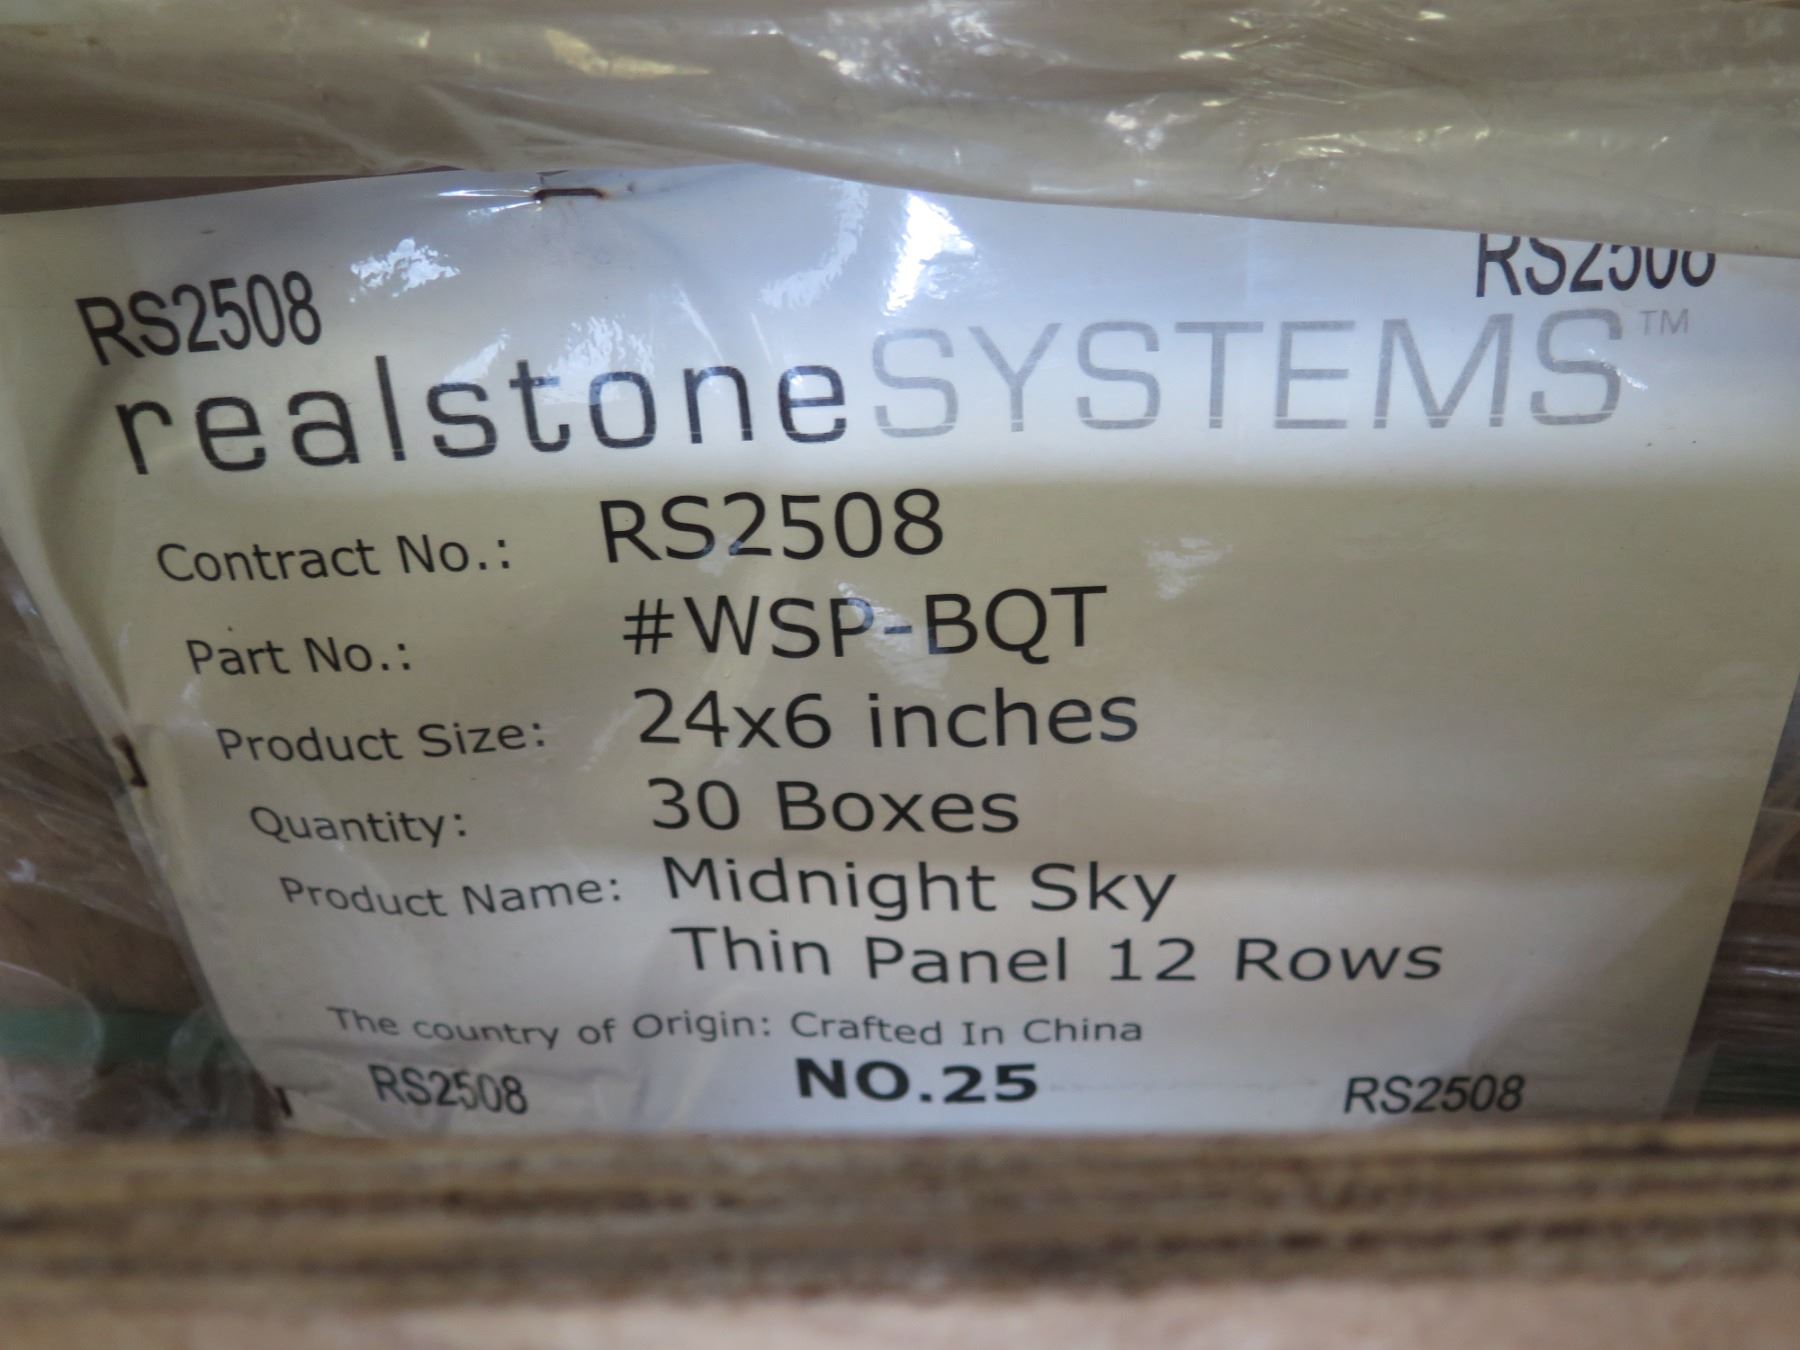 RS2508 RS2508
realstoneSYSTEMS™
Contract No.: RS2508
Part No.: #WSP-BQT
Product Size: 24x6 inches
Quantity: 30 Boxes
Product Name: Midnight Sky
Thin Panel 12 Rows
The country of Origin: Crafted In China
RS2508 NO.25 RS2508